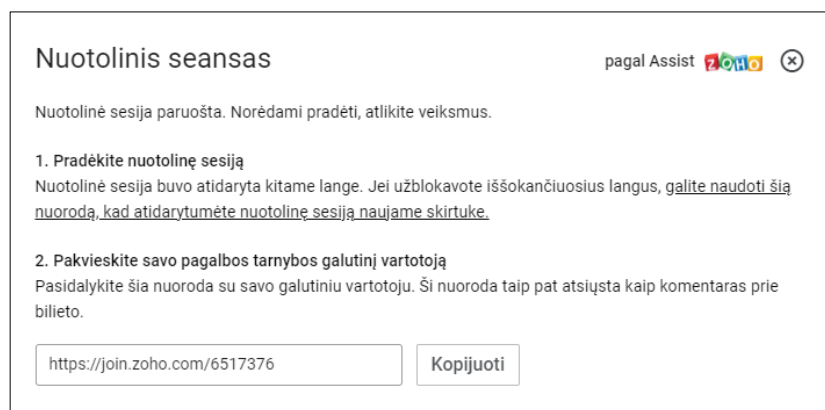 Nuotolinis seansas
pagal Assist ZOHO
Nuotolinė sesija paruošta. Norėdami pradėti, atlikite veiksmus.
1. Pradėkite nuotolinę sesiją
Nuotolinė sesija buvo atidaryta kitame lange. Jei užblokavote iššokančiuosius langus, galite naudoti šią
nuorodą, kad atidarytumėte nuotolinę sesiją naujame skirtuke.
2. Pakvieskite savo pagalbos tarnybos galutinį vartotoją
Pasidalykite šia nuoroda su savo galutiniu vartotoju. Ši nuoroda taip pat atsiųsta kaip komentaras prie
bilieto.
https://join.zoho.com/6517376
Kopijuoti